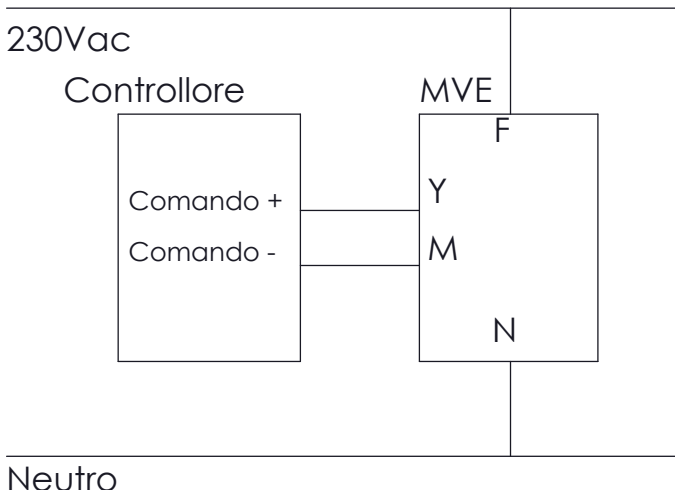 230Vac
Controllore
MVE
F
Comando +
Y
Comando -
M
N
Neutro